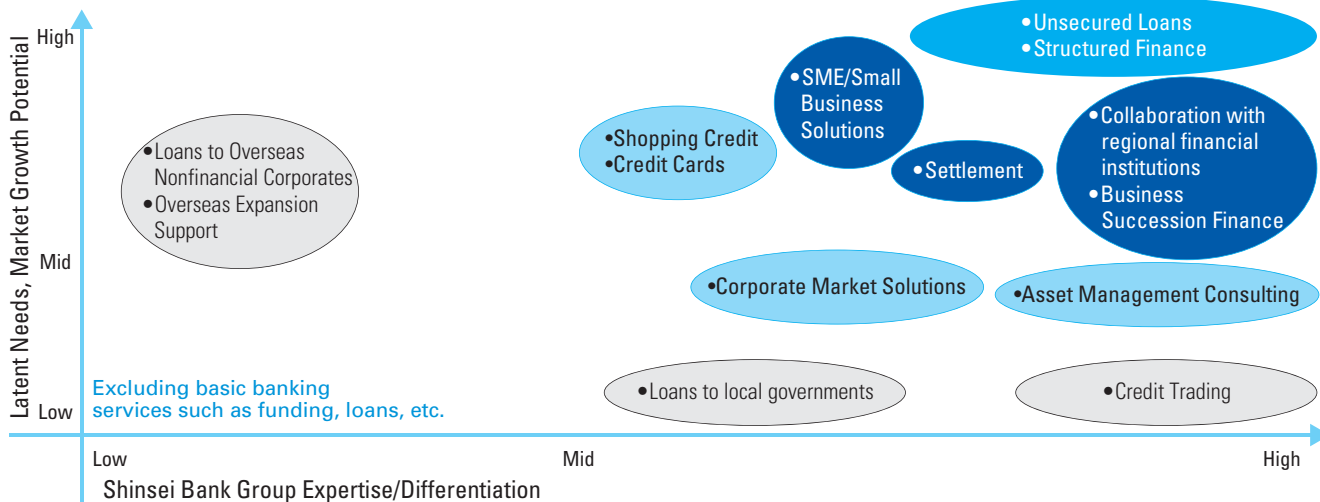 Latent Needs, Market Growth Potential
High
Mid
Low
•Unsecured Loans
•Structured Finance
•SME/Small
Business
Solutions
•Collaboration with
regional financial
institutions
•Business
Succession Finance
•Shopping Credit
•Credit Cards
•Settlement
•Loans to Overseas
Nonfinancial Corporates
•Overseas Expansion
Support
•Corporate Market Solutions
•Asset Management Consulting
•Loans to local governments
•Credit Trading
Excluding basic banking
services such as funding, loans, etc.
Low
Mid
High
Shinsei Bank Group Expertise/Differentiation